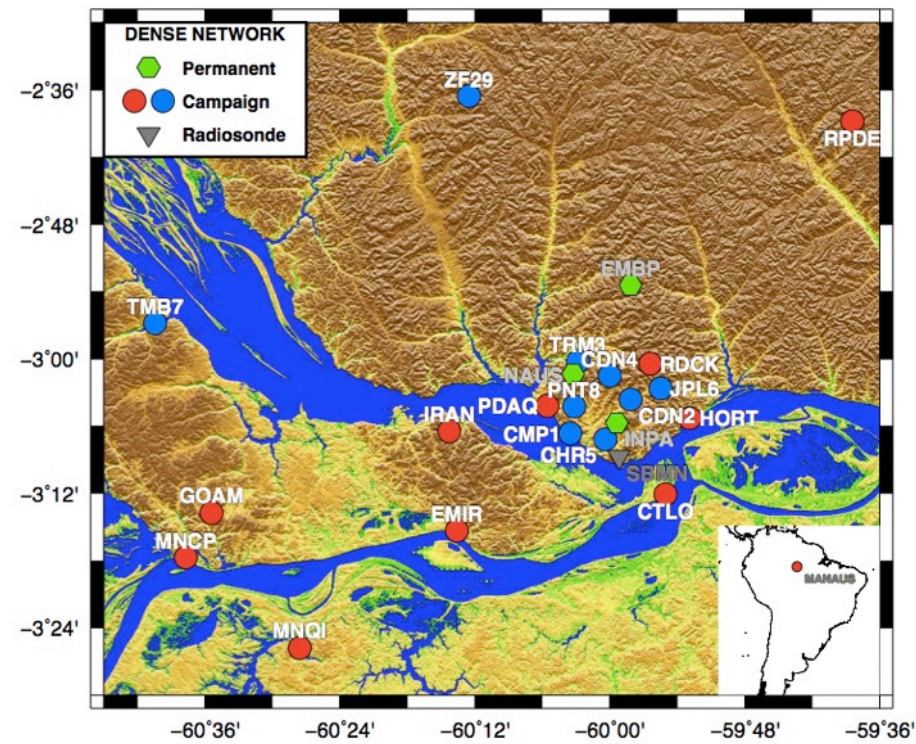 DENSE NETWORK
Permanent
Campaign
Radiosonde
ZF29
RPDE
EMBP
TMB7
TRM3
CDN4
RDCK
NAUS
PNT8
JPL6
PDAQ
IRAN
CDN2
HORT
CMP1
INPA
CHR5
SBMN
GOAM
EMIR
CTLO
MNCP
MNQI
MANAUS
−2˚36'
−2˚48'
−3˚00'
−3˚12'
−3˚24'
−60˚36' −60˚24' −60˚12' −60˚00' −59˚48' −59˚36'